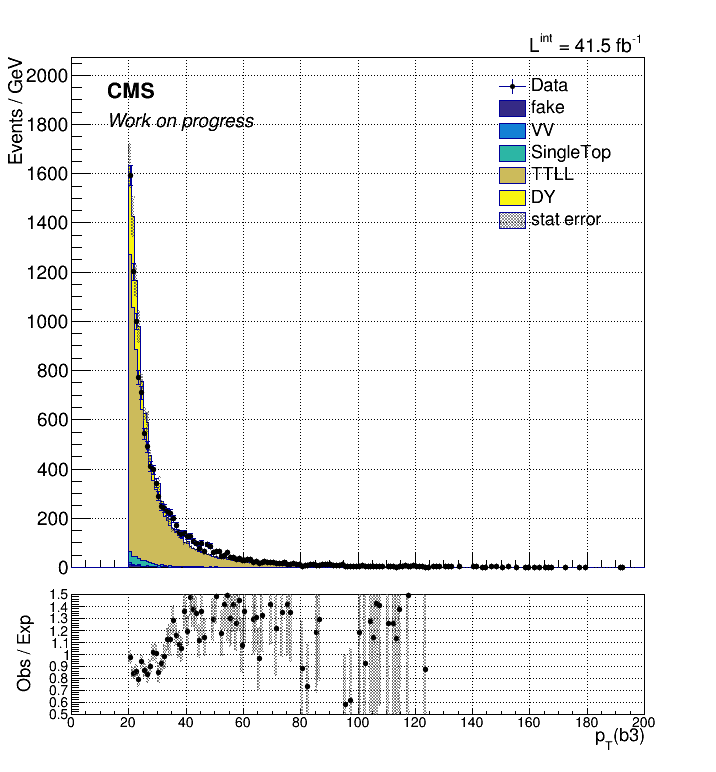 L^int = 41.5 fb^-1
Events / GeV
2000
1800
1600
1400
1200
1000
800
600
400
200
0
CMS
Work on progress
Data
fake
VV
SingleTop
TTLL
DY
stat error
Obs / Exp
1.5
1.4
1.3
1.2
1.1
1
0.9
0.8
0.7
0.6
0.5
0 20 40 60 80 100 120 140 160 180 200
p_T(b3)